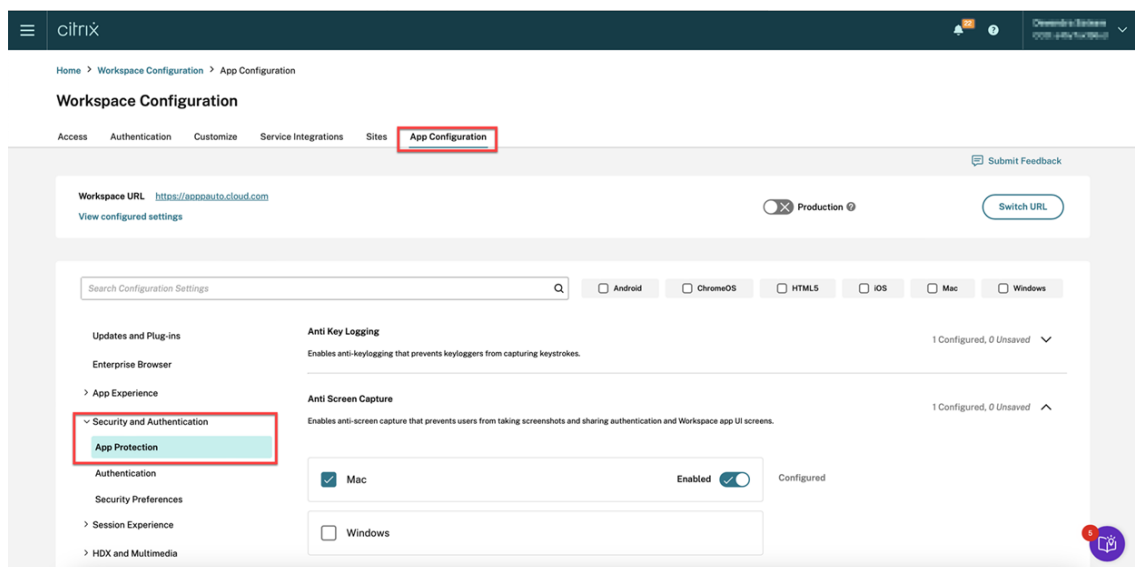 citrix
22
Home > Workspace Configuration > App Configuration
Workspace Configuration
Access Authentication Customize Service Integrations Sites App Configuration
Submit Feedback
Workspace URL https://apppauto.cloud.com
View configured settings
Production
Switch URL
Search Configuration Settings
Android ChromeOS HTML5 iOS Mac Windows
Updates and Plug-ins
Enterprise Browser
App Experience
Security and Authentication
App Protection
Authentication
Security Preferences
Session Experience
HDX and Multimedia
Anti Key Logging
Enables anti-keylogging that prevents keyloggers from capturing keystrokes.
1 Configured, 0 Unsaved
Anti Screen Capture
Enables anti-screen capture that prevents users from taking screenshots and sharing authentication and Workspace app UI screens.
1 Configured, 0 Unsaved
Mac
Enabled
Configured
Windows
5